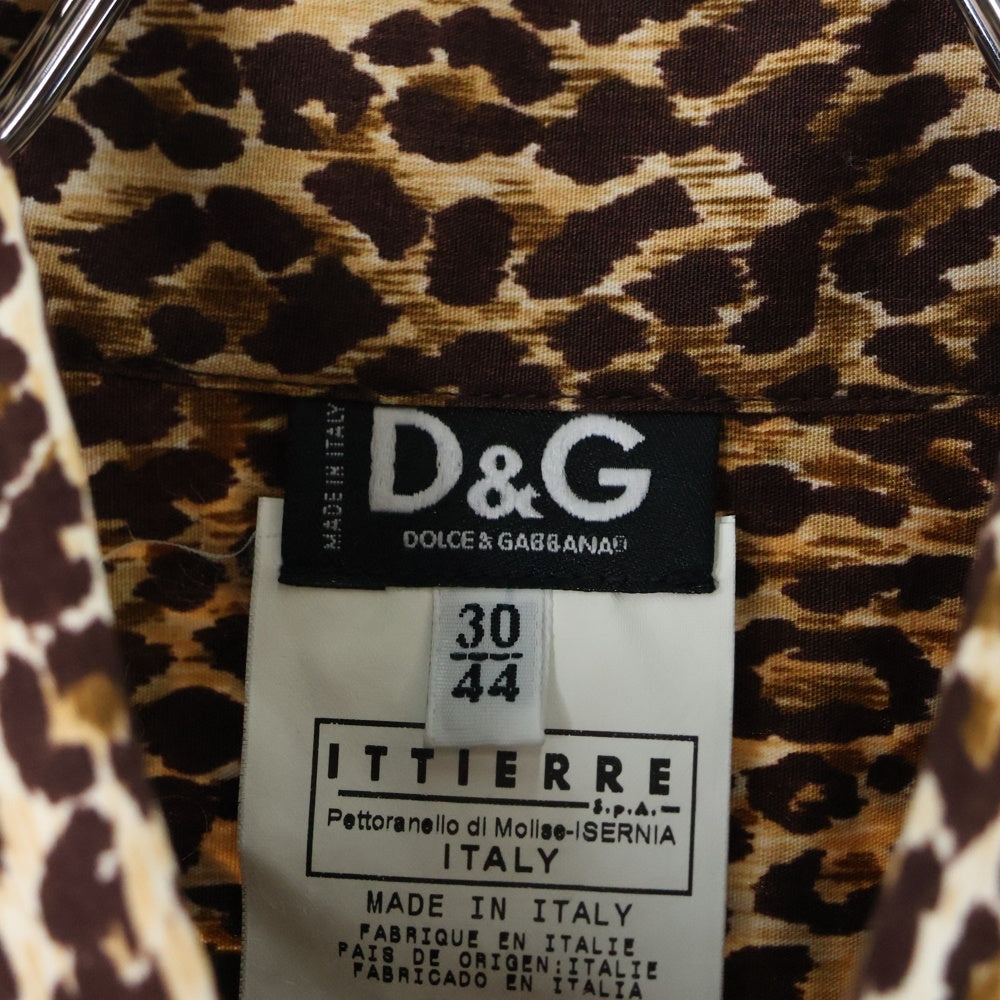 MADE IN ITALY
D&G
DOLCE & GABBANA®
30
44
ITTIERRE
S.p.A.
Pettoranello di Molise-ISERNIA
ITALY
MADE IN ITALY
FABRIQUE EN ITALIE
PAIS DE ORIGEN:ITALIE
FABRICADO EN ITALIA